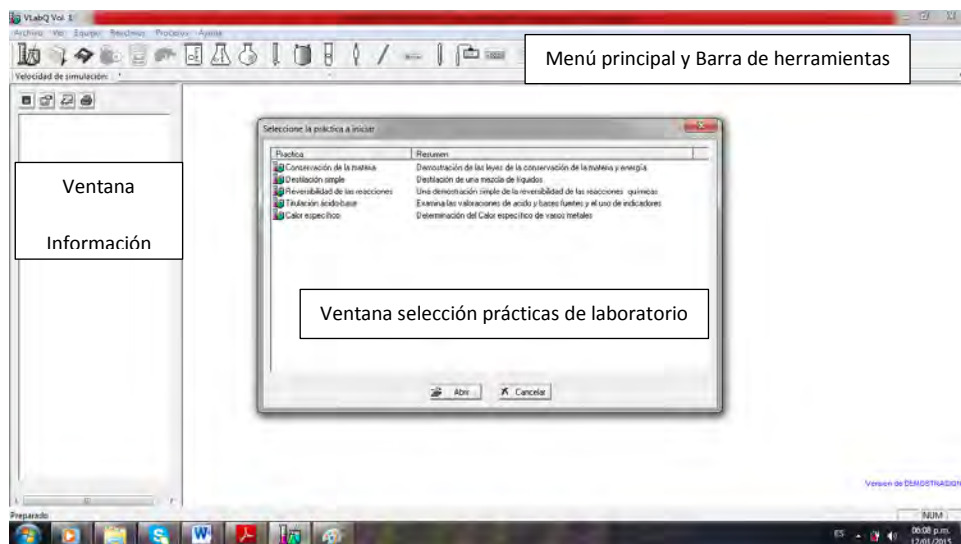 VLabQ Vol. 1
Archivo Ver Equipo Reactivos Procesos Ayuda
Menú principal y Barra de herramientas
Velocidad de simulación:
Ventana
Información
Seleccione la práctica a iniciar
Práctica Resumen
Conservación de la materia Demostración de las leyes de la conservación de la materia y energía
Destilación simple Destilación de una mezcla de líquidos
Reversibilidad de las reacciones Una demostración simple de la reversibilidad de las reacciones químicas
Titulación ácido-base Examina las valoraciones de acido y bases fuertes y el uso de indicadores
Calor específico Determinación del Calor específico de varios metales
Ventana selección prácticas de laboratorio
Abrir Cancelar
Version de DEMOSTRACION
Preparado NUM
ES 06:08 p.m.
12/01/2015